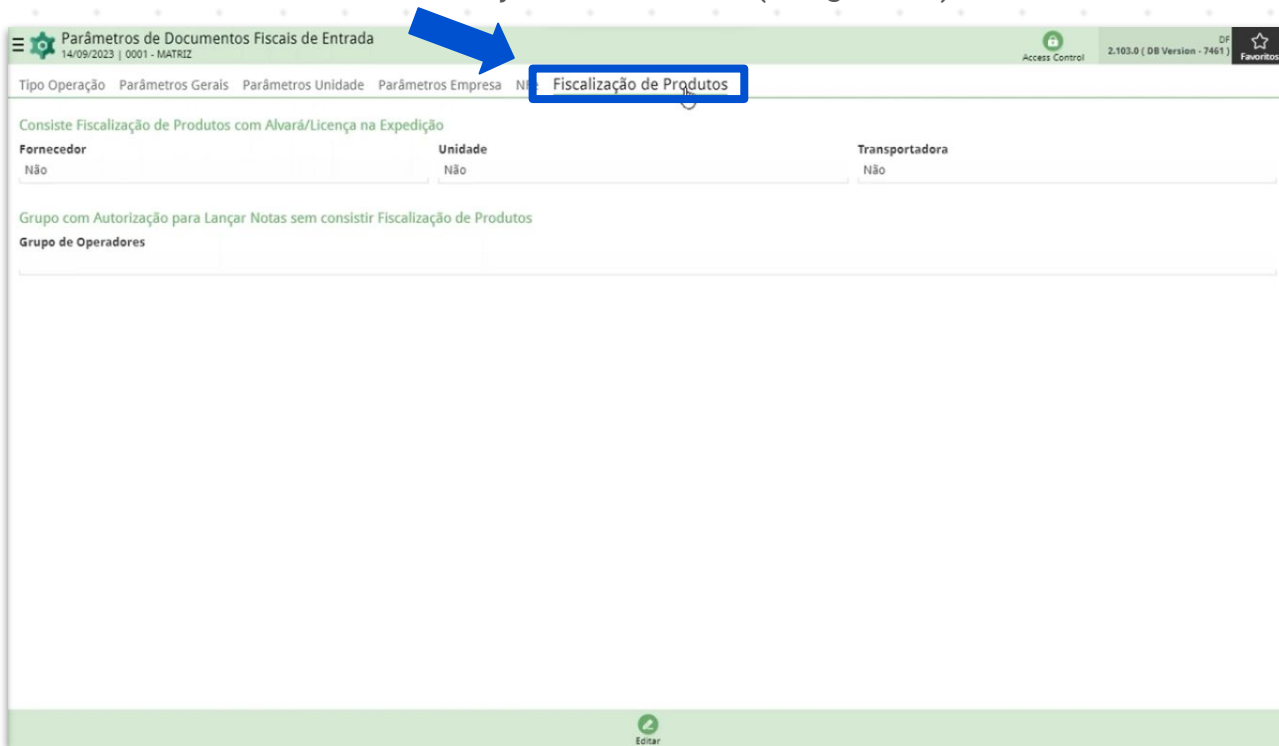 Parâmetros de Documentos Fiscais de Entrada
14/09/2023 | 0001 - MATRIZ
Access Control
DF
2.103.0 ( DB Version - 7461 )
Favoritos
Tipo Operação Parâmetros Gerais Parâmetros Unidade Parâmetros Empresa Fiscalização de Produtos
Consiste Fiscalização de Produtos com Alvará/Licença na Expedição
Fornecedor Unidade Transportadora
Não Não Não
Grupo com Autorização para Lançar Notas sem consistir Fiscalização de Produtos
Grupo de Operadores
Editar